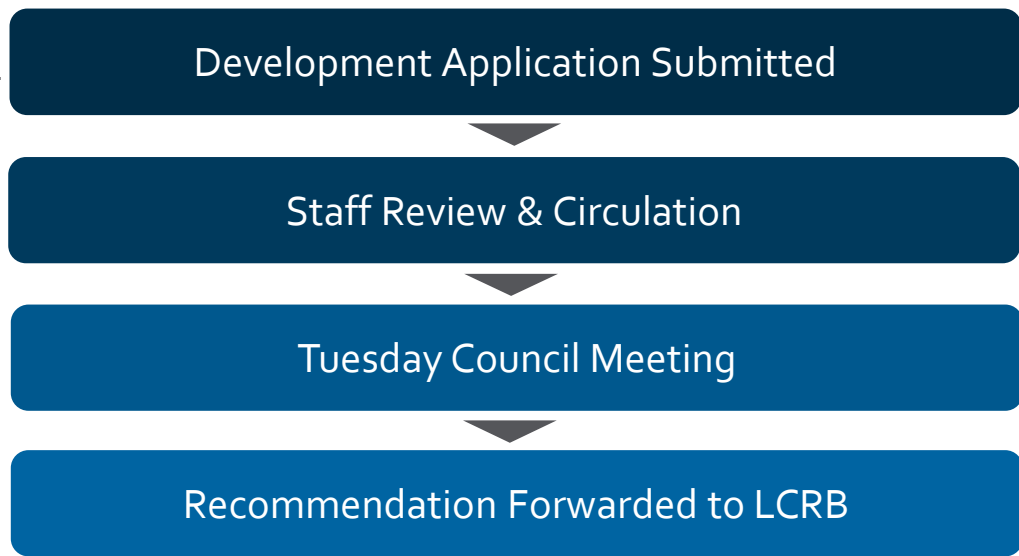 Development Application Submitted
Staff Review & Circulation
Tuesday Council Meeting
Recommendation Forwarded to LCRB